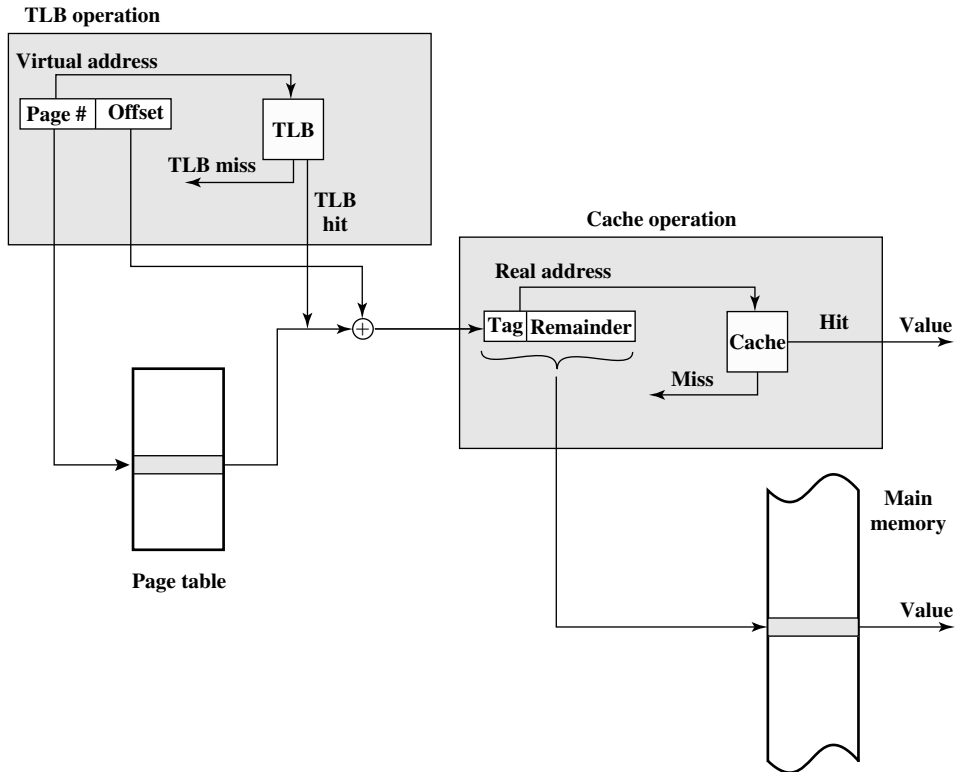 TLB operation
Virtual address
Page #
Offset
TLB
TLB miss
TLB
hit
Cache operation
Real address
Tag
Remainder
Cache
Hit
Value
Miss
Page table
Main
memory
Value